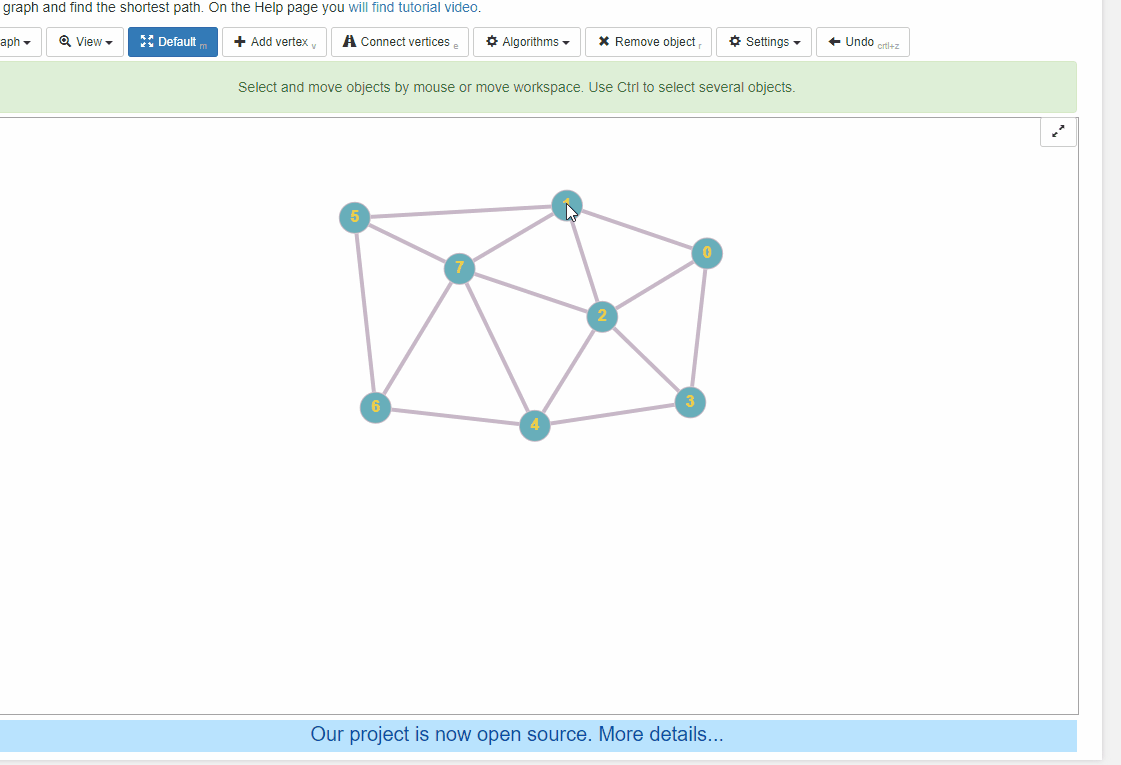 graph and find the shortest path. On the Help page you will find tutorial video.
aph View Default m Add vertex v Connect vertices e Algorithms Remove object r Settings Undo crtl+z
Select and move objects by mouse or move workspace. Use Ctrl to select several objects.
5
0
7
2
6
3
4
Our project is now open source. More details...